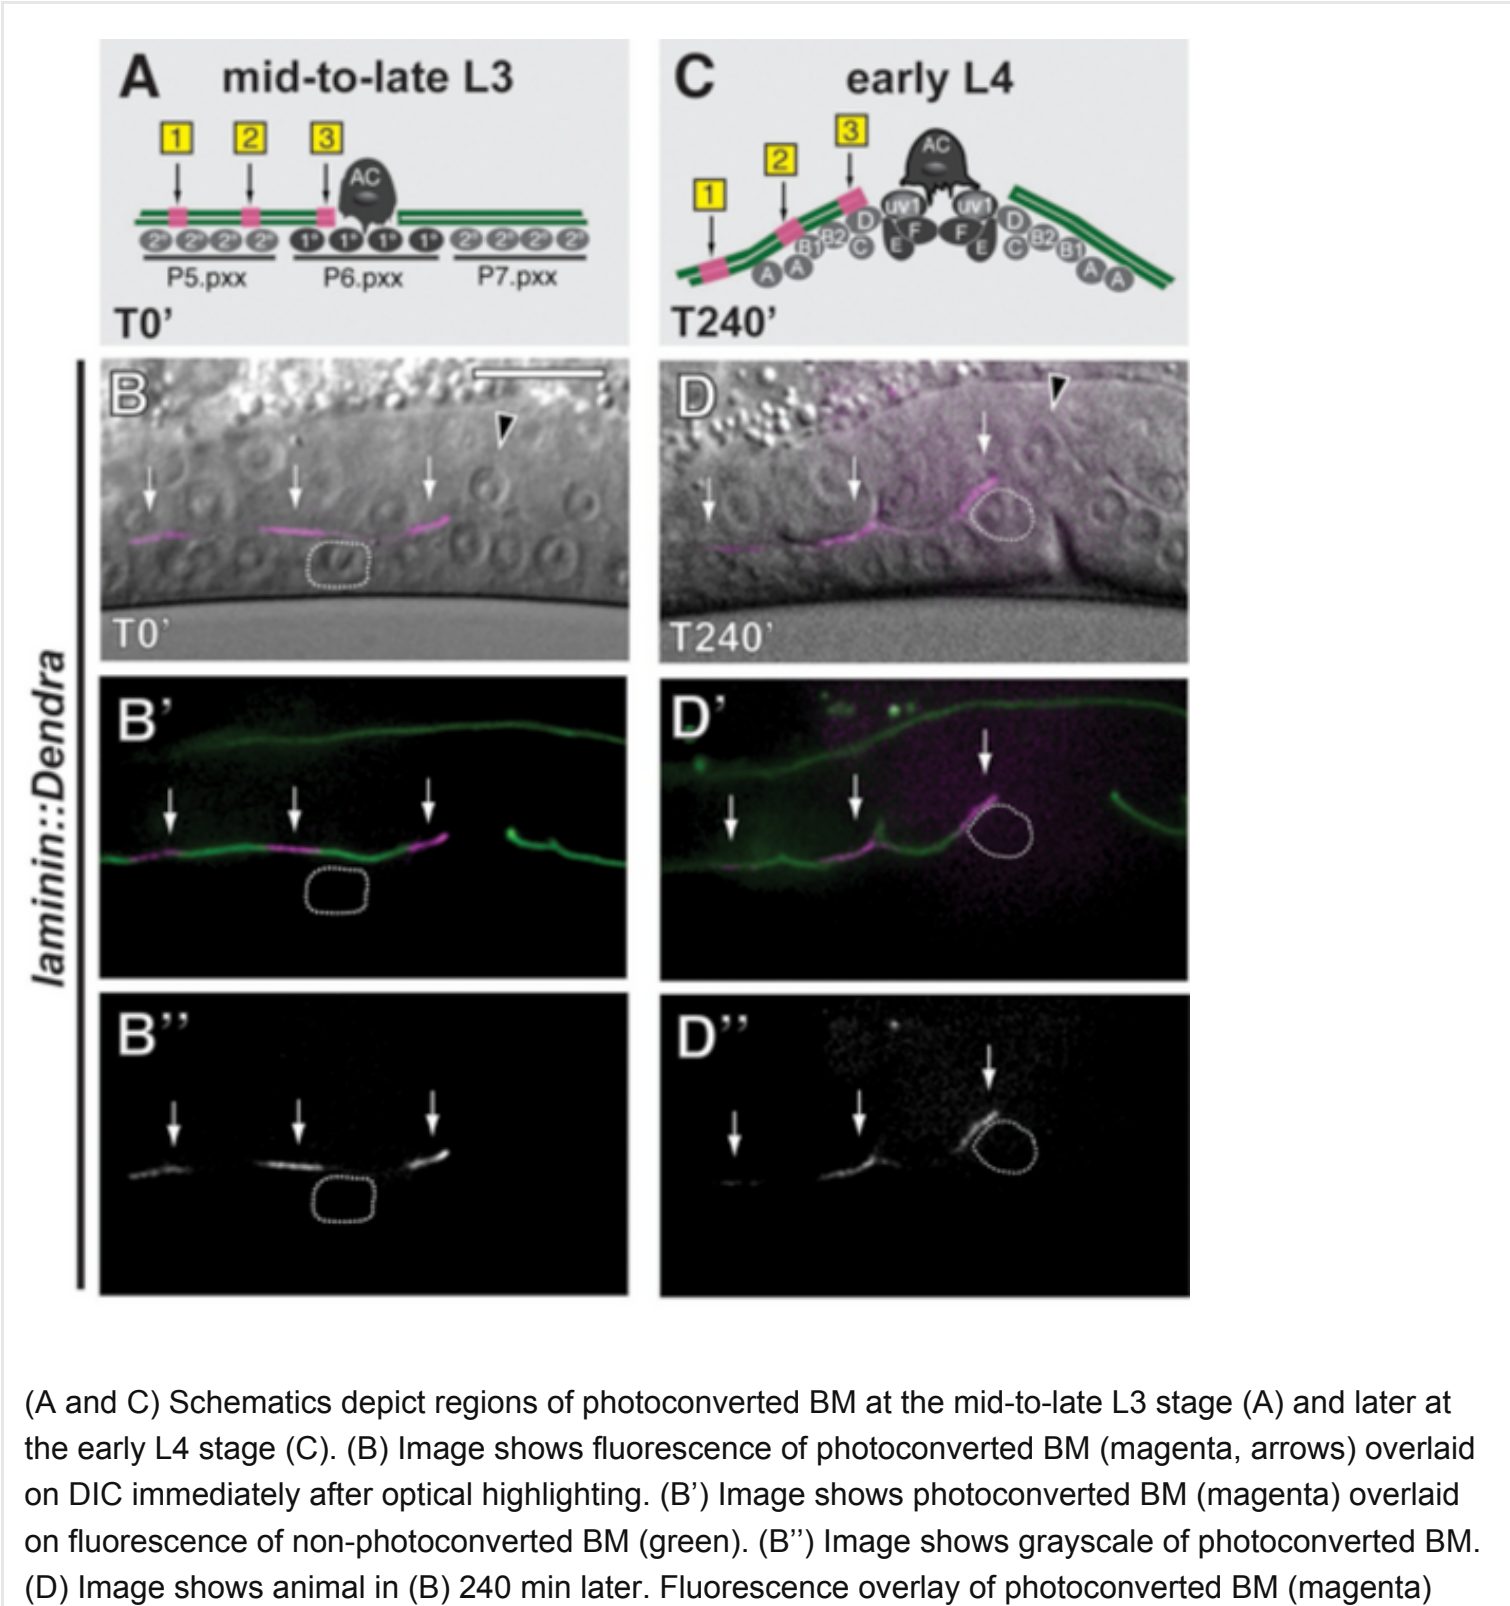 A mid-to-late L3
1 2 3
AC
2° 2° 2° 2° 1° 1° 1° 1° 2° 2° 2° 2°
P5.pxx P6.pxx P7.pxx
T0’
C early L4
3
2
1
AC
uv1 uv1
D F F D
B2 E E B2
B1 C C B1
A A A A
T240’
laminin::Dendra
B
T0’
D
T240’
B’
D’
B’’
D’’
(A and C) Schematics depict regions of photoconverted BM at the mid-to-late L3 stage (A) and later at
the early L4 stage (C). (B) Image shows fluorescence of photoconverted BM (magenta, arrows) overlaid
on DIC immediately after optical highlighting. (B’) Image shows photoconverted BM (magenta) overlaid
on fluorescence of non-photoconverted BM (green). (B’’) Image shows grayscale of photoconverted BM.
(D) Image shows animal in (B) 240 min later. Fluorescence overlay of photoconverted BM (magenta)